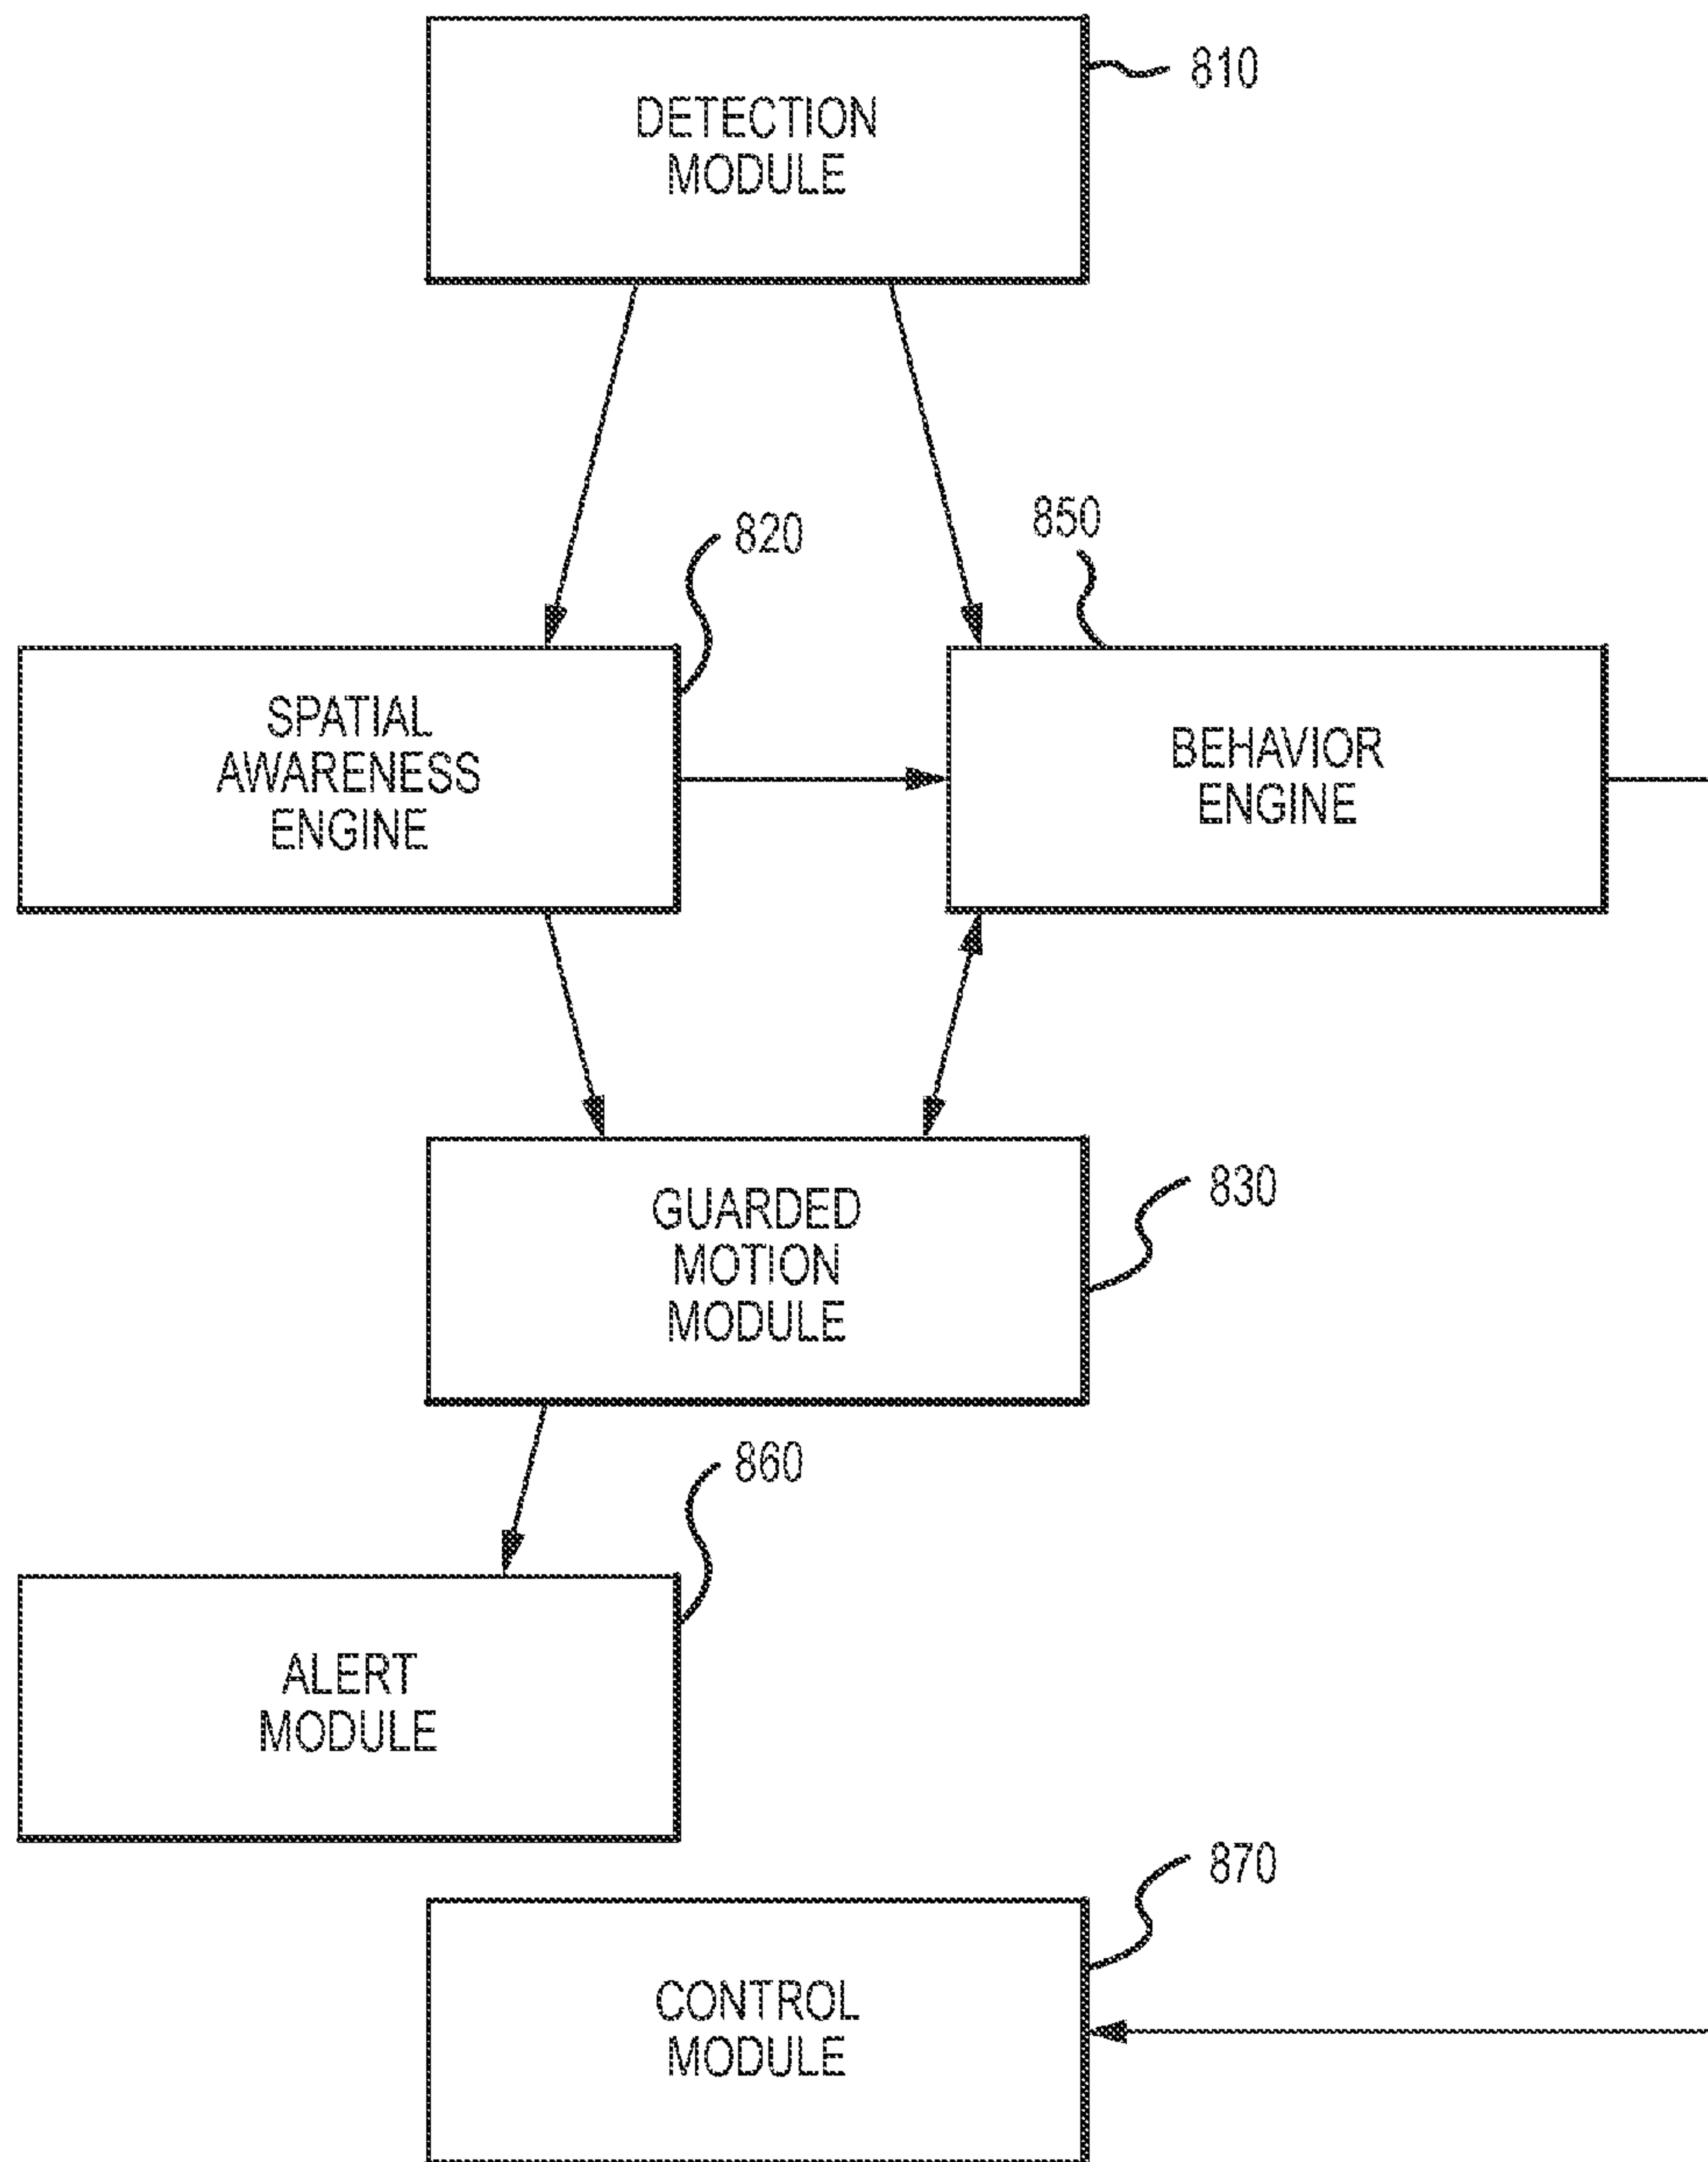 810
DETECTION
MODULE
820
850
SPATIAL
AWARENESS
ENGINE
BEHAVIOR
ENGINE
GUARDED
MOTION
MODULE
830
860
ALERT
MODULE
870
CONTROL
MODULE